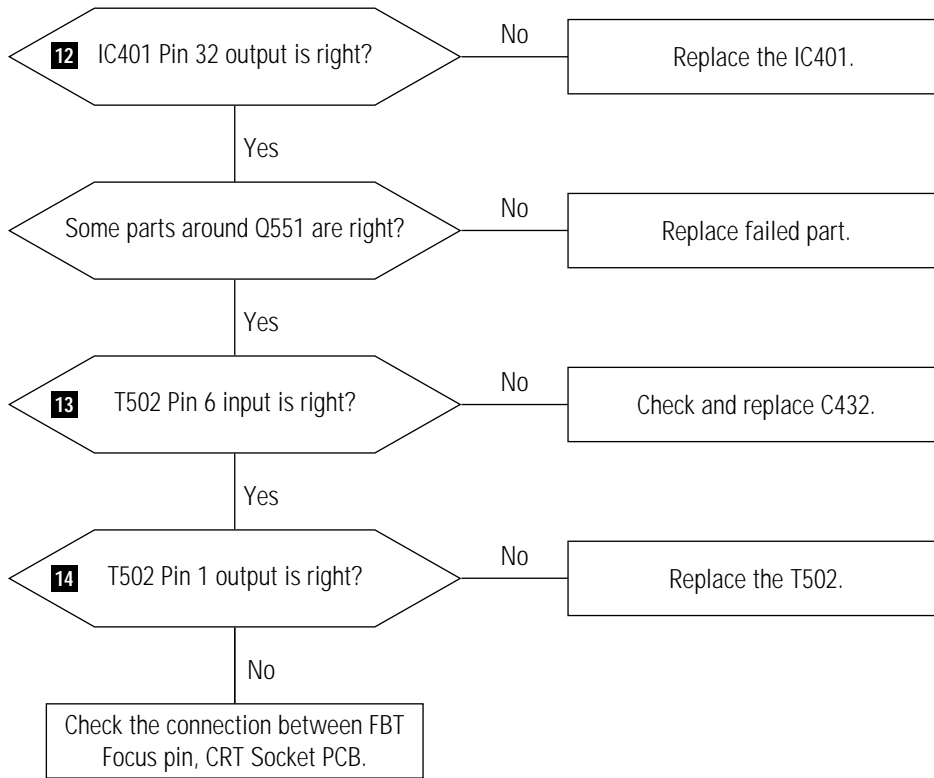 12 IC401 Pin 32 output is right?
No
Replace the IC401.
Yes
Some parts around Q551 are right?
No
Replace failed part.
Yes
13 T502 Pin 6 input is right?
No
Check and replace C432.
Yes
14 T502 Pin 1 output is right?
No
Replace the T502.
No
Check the connection between FBT
Focus pin, CRT Socket PCB.